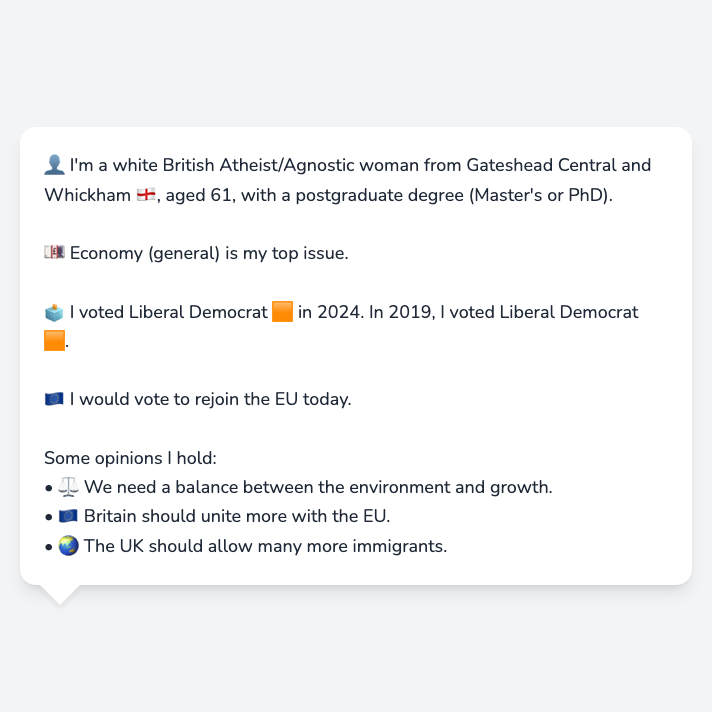 👤 I'm a white British Atheist/Agnostic woman from Gateshead Central and
Whickham 🏴󠁧󠁢󠁥󠁮󠁧󠁿, aged 61, with a postgraduate degree (Master's or PhD).
💷 Economy (general) is my top issue.
🗳️ I voted Liberal Democrat 🟧 in 2024. In 2019, I voted Liberal Democrat
🟧.
🇪🇺 I would vote to rejoin the EU today.
Some opinions I hold:
• ⚖️ We need a balance between the environment and growth.
• 🇪🇺 Britain should unite more with the EU.
• 🌏 The UK should allow many more immigrants.